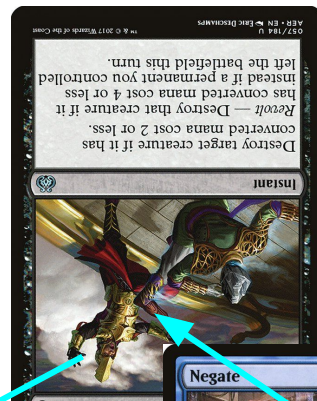 Instant
Destroy target creature if it has
converted mana cost 2 or less.
Revolt — Destroy that creature if it
has converted mana cost 4 or less
instead if a permanent you controlled
left the battlefield this turn.
057/184 U
AER • EN ERIC DESCHAMPS
™ & © 2017 Wizards of the Coast
Negate